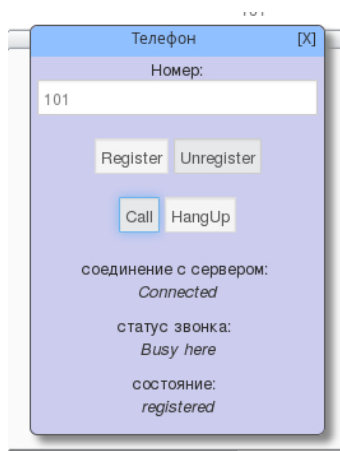 Телефон [X]
Номер:
101
Register Unregister
Call HangUp
соединение с сервером:
Connected
статус звонка:
Busy here
состояние:
registered